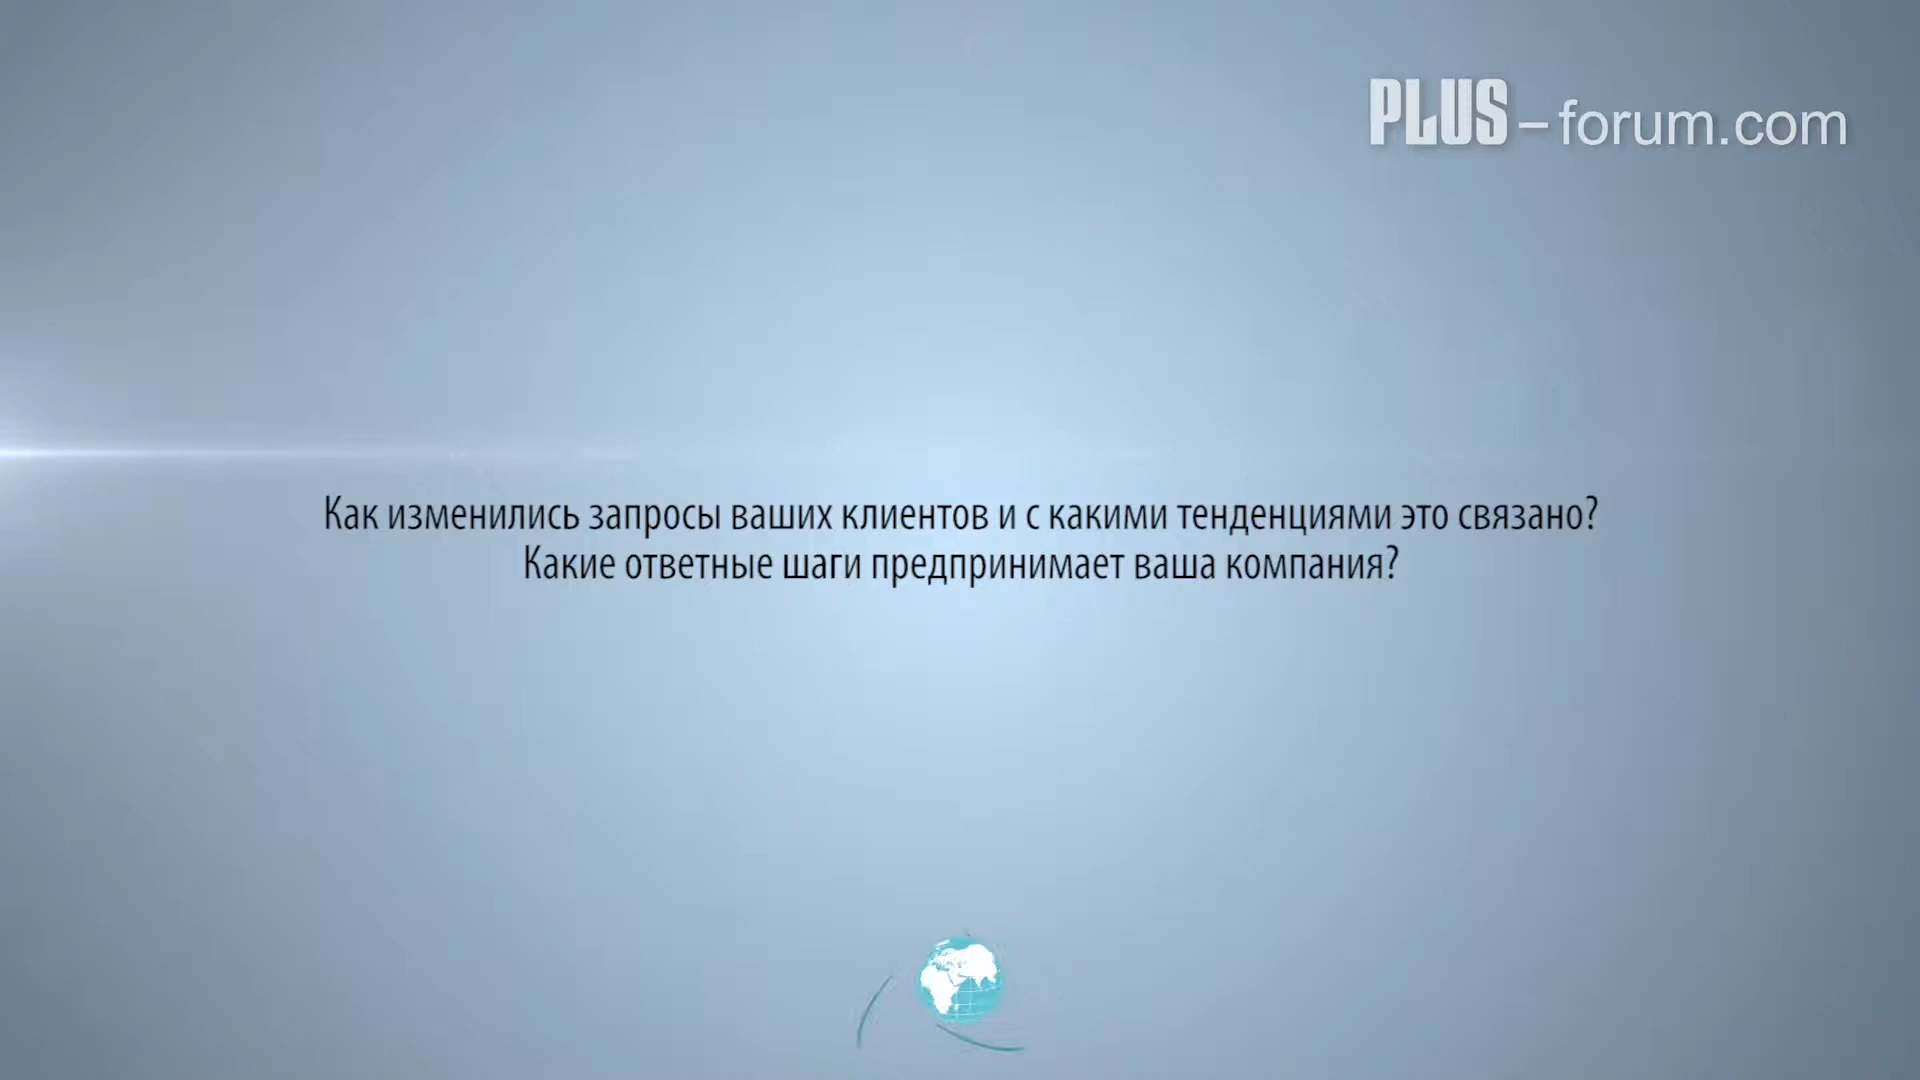 PLUS – forum.com
Как изменились запросы ваших клиентов и с какими тенденциями это связано?
Какие ответные шаги предпринимает ваша компания?